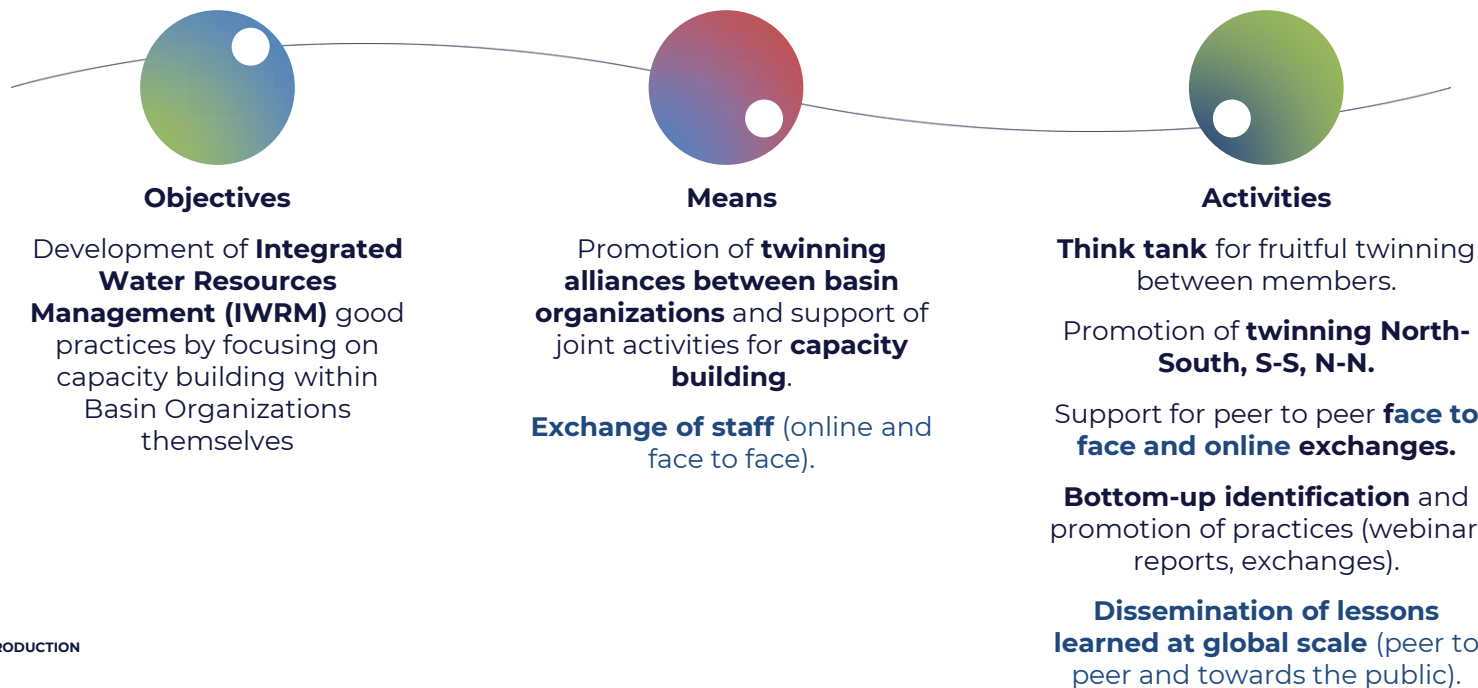 Objectives
Development of Integrated
Water Resources
Management (IWRM) good
practices by focusing on
capacity building within
Basin Organizations
themselves
Means
Promotion of twinning
alliances between basin
organizations and support of
joint activities for capacity
building.
Exchange of staff (online and
face to face).
Activities
Think tank for fruitful twinning
between members.
Promotion of twinning North-
South, S-S, N-N.
Support for peer to peer face to
face and online exchanges.
Bottom-up identification and
promotion of practices (webinar
reports, exchanges).
Dissemination of lessons
learned at global scale (peer to
peer and towards the public).
RODUCTION